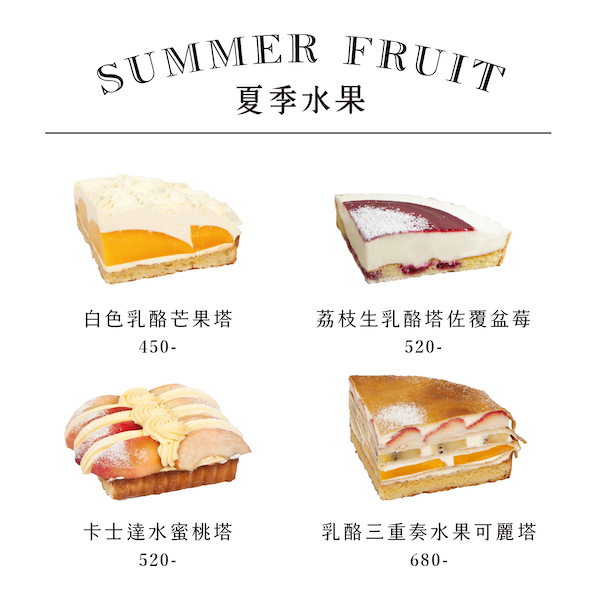 SUMMER FRUIT
夏季水果
白色乳酪芒果塔
450-
荔枝生乳酪塔佐覆盆莓
520-
卡士達水蜜桃塔
520-
乳酪三重奏水果可麗塔
680-